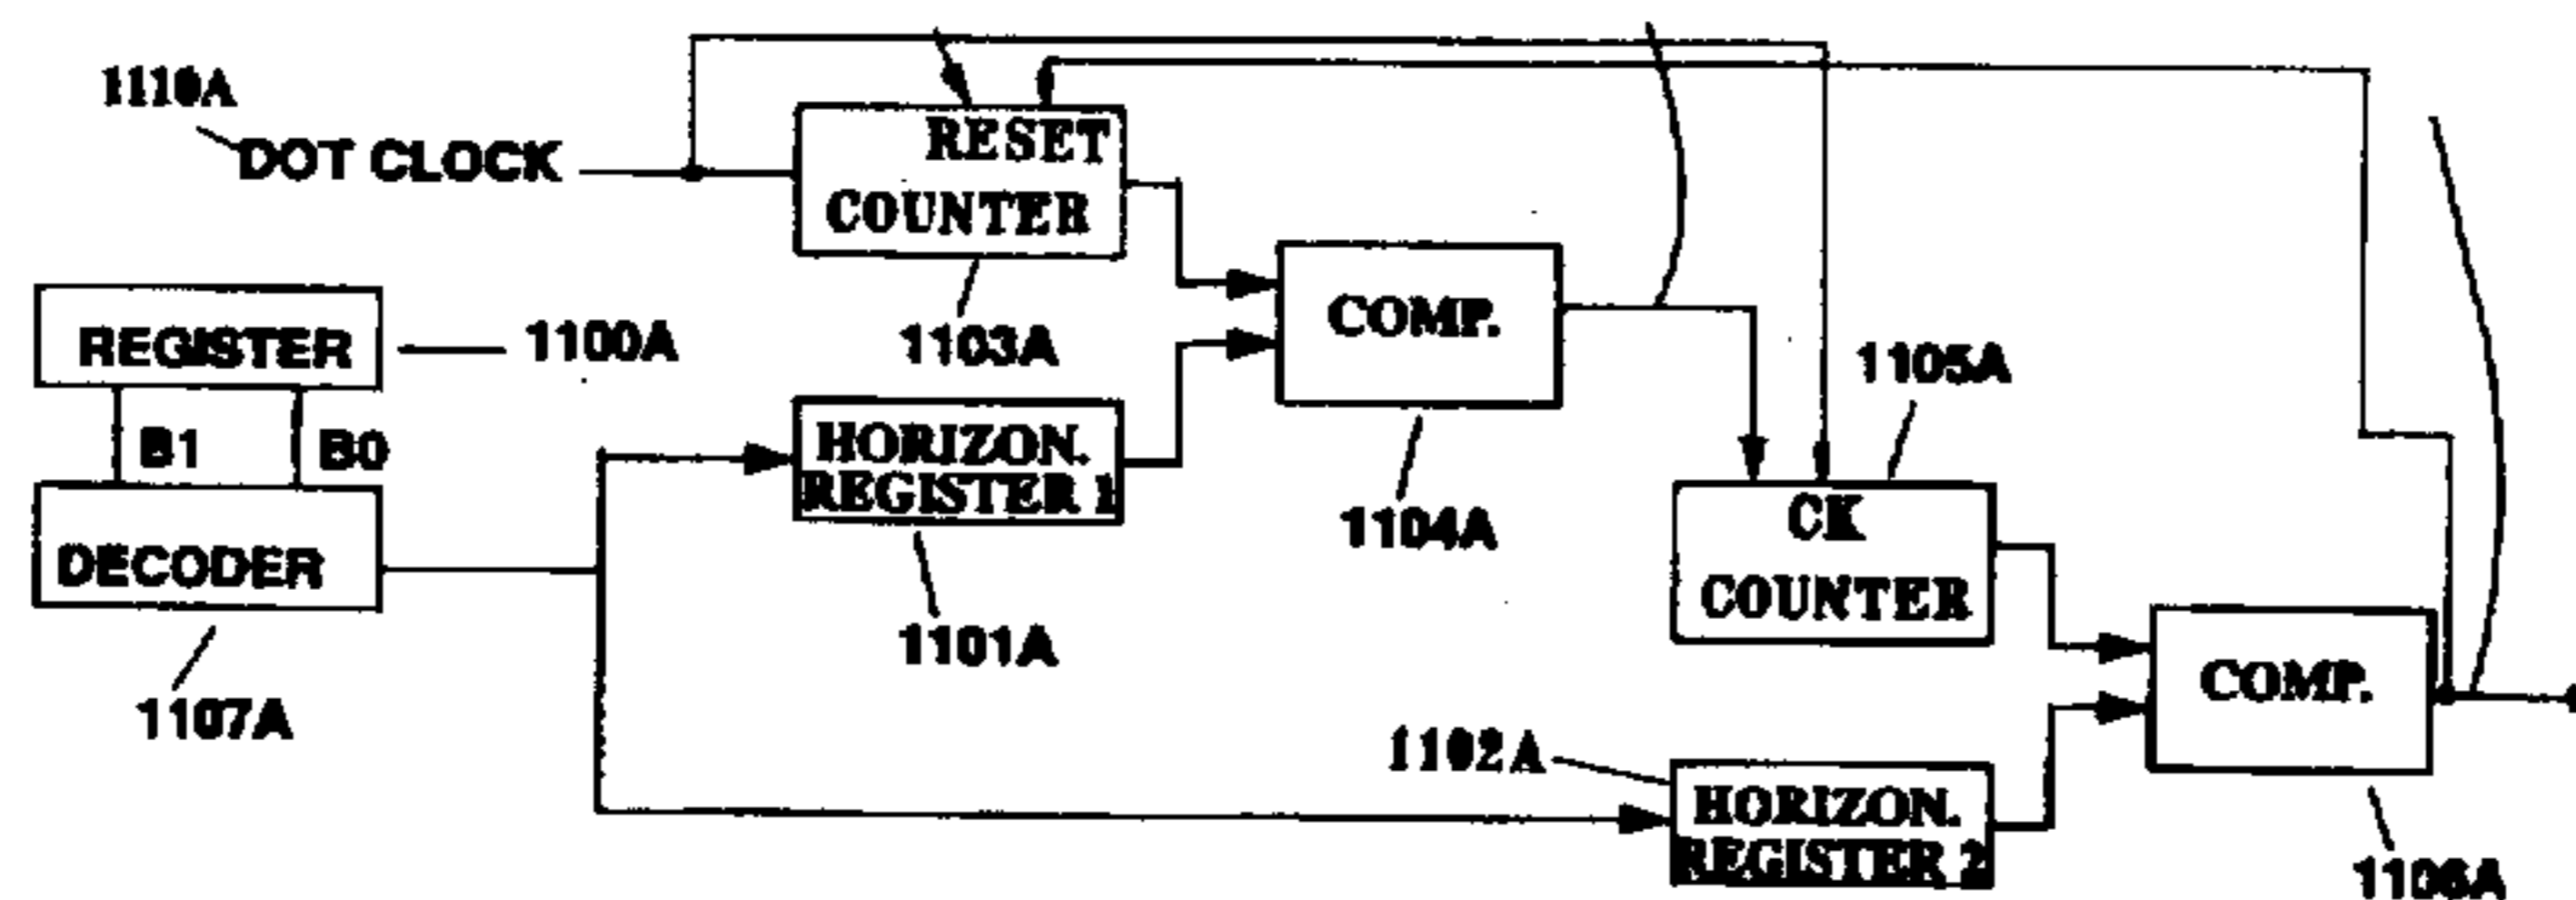 1110A
DOT CLOCK
RESET
COUNTER
REGISTER
1100A
1103A
COMP.
1105A
B1
B0
HORIZON.
REGISTER 1
1104A
CK
COUNTER
DECODER
1101A
COMP.
1107A
1102A
HORIZON.
REGISTER 2
1106A